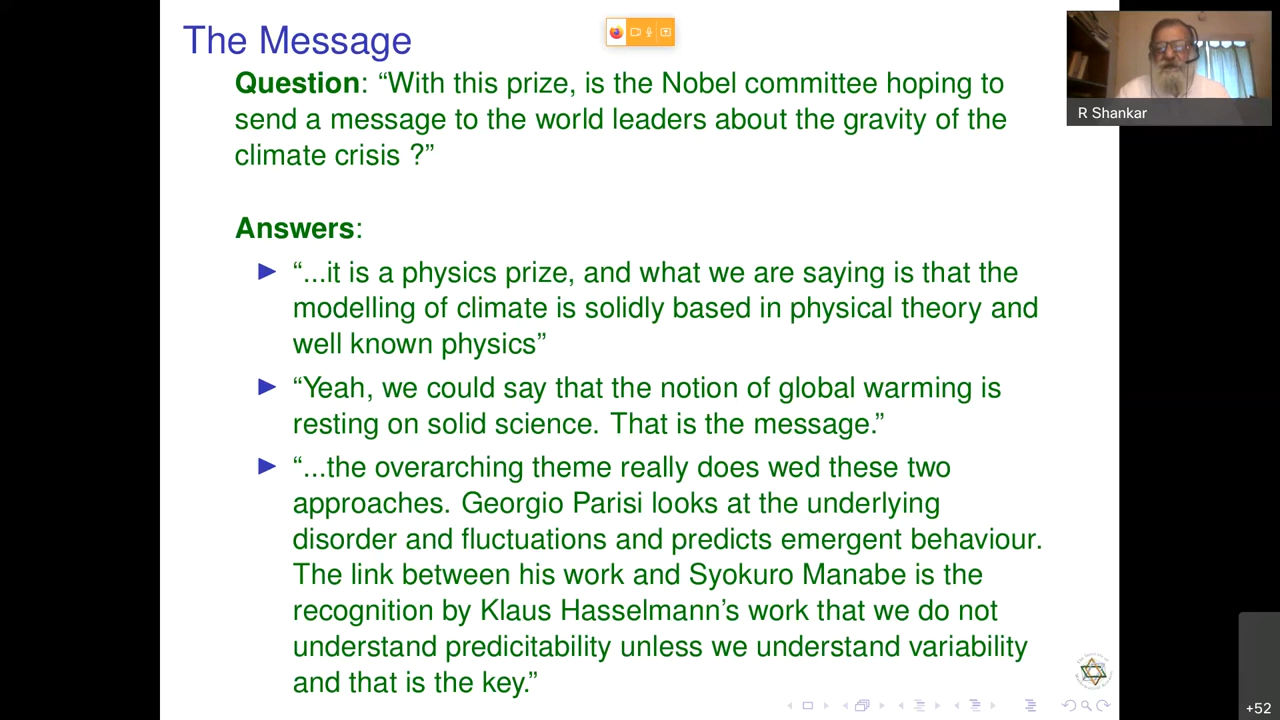 The Message
Question: “With this prize, is the Nobel committee hoping to
send a message to the world leaders about the gravity of the
climate crisis ?”
Answers:
“...it is a physics prize, and what we are saying is that the
modelling of climate is solidly based in physical theory and
well known physics”
“Yeah, we could say that the notion of global warming is
resting on solid science. That is the message.”
“...the overarching theme really does wed these two
approaches. Georgio Parisi looks at the underlying
disorder and fluctuations and predicts emergent behaviour.
The link between his work and Syokuro Manabe is the
recognition by Klaus Hasselmann’s work that we do not
understand predicitability unless we understand variability
and that is the key.”
R Shankar
+52